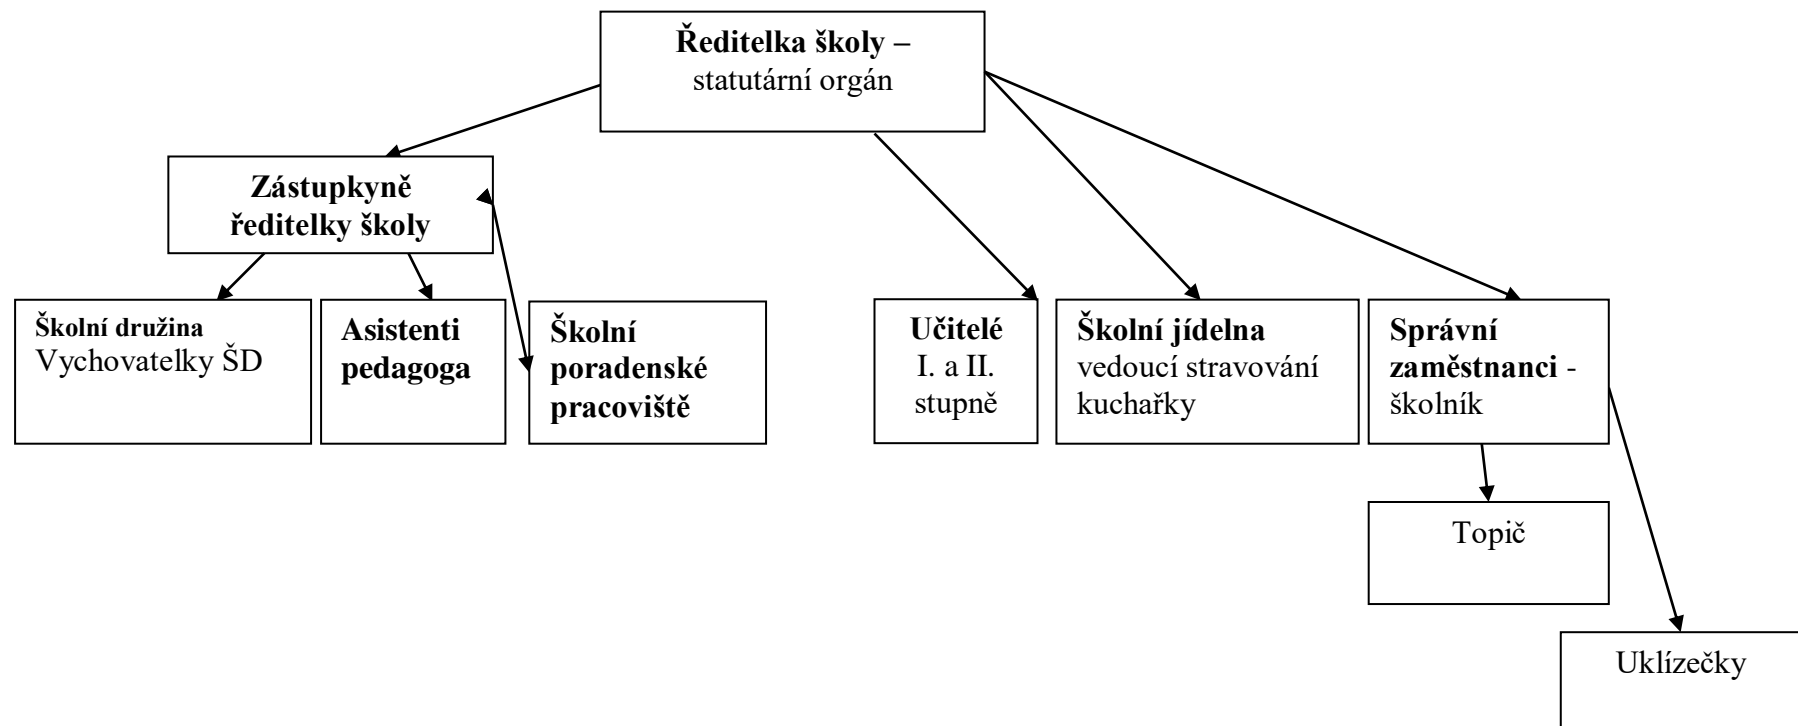 Ředitelka školy –
statutární orgán
Zástupkyně
ředitelky školy
Školní družina
Vychovatelky ŠD
Asistenti
pedagoga
Školní
poradenské
pracoviště
Učitelé
I. a II.
stupně
Školní jídelna
vedoucí stravování
kuchařky
Správní
zaměstnanci -
školník
Topič
Uklízečky